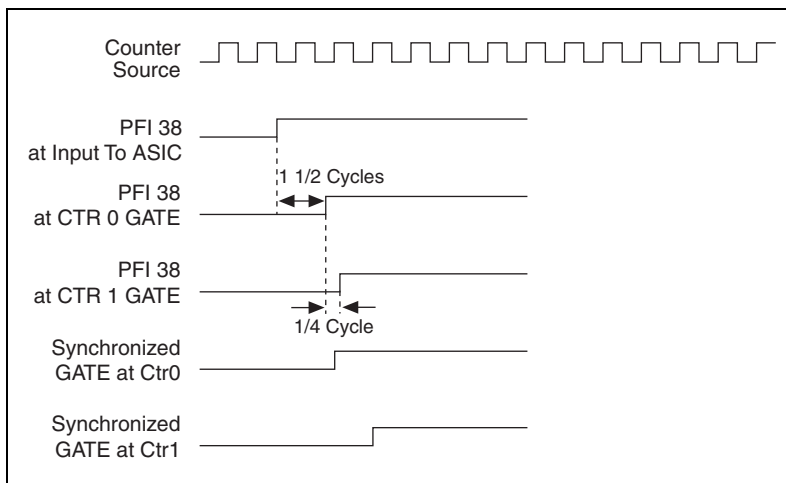 Counter
Source
PFI 38
at Input To ASIC
1 1/2 Cycles
PFI 38
at CTR 0 GATE
PFI 38
at CTR 1 GATE
1/4 Cycle
Synchronized
GATE at Ctr0
Synchronized
GATE at Ctr1